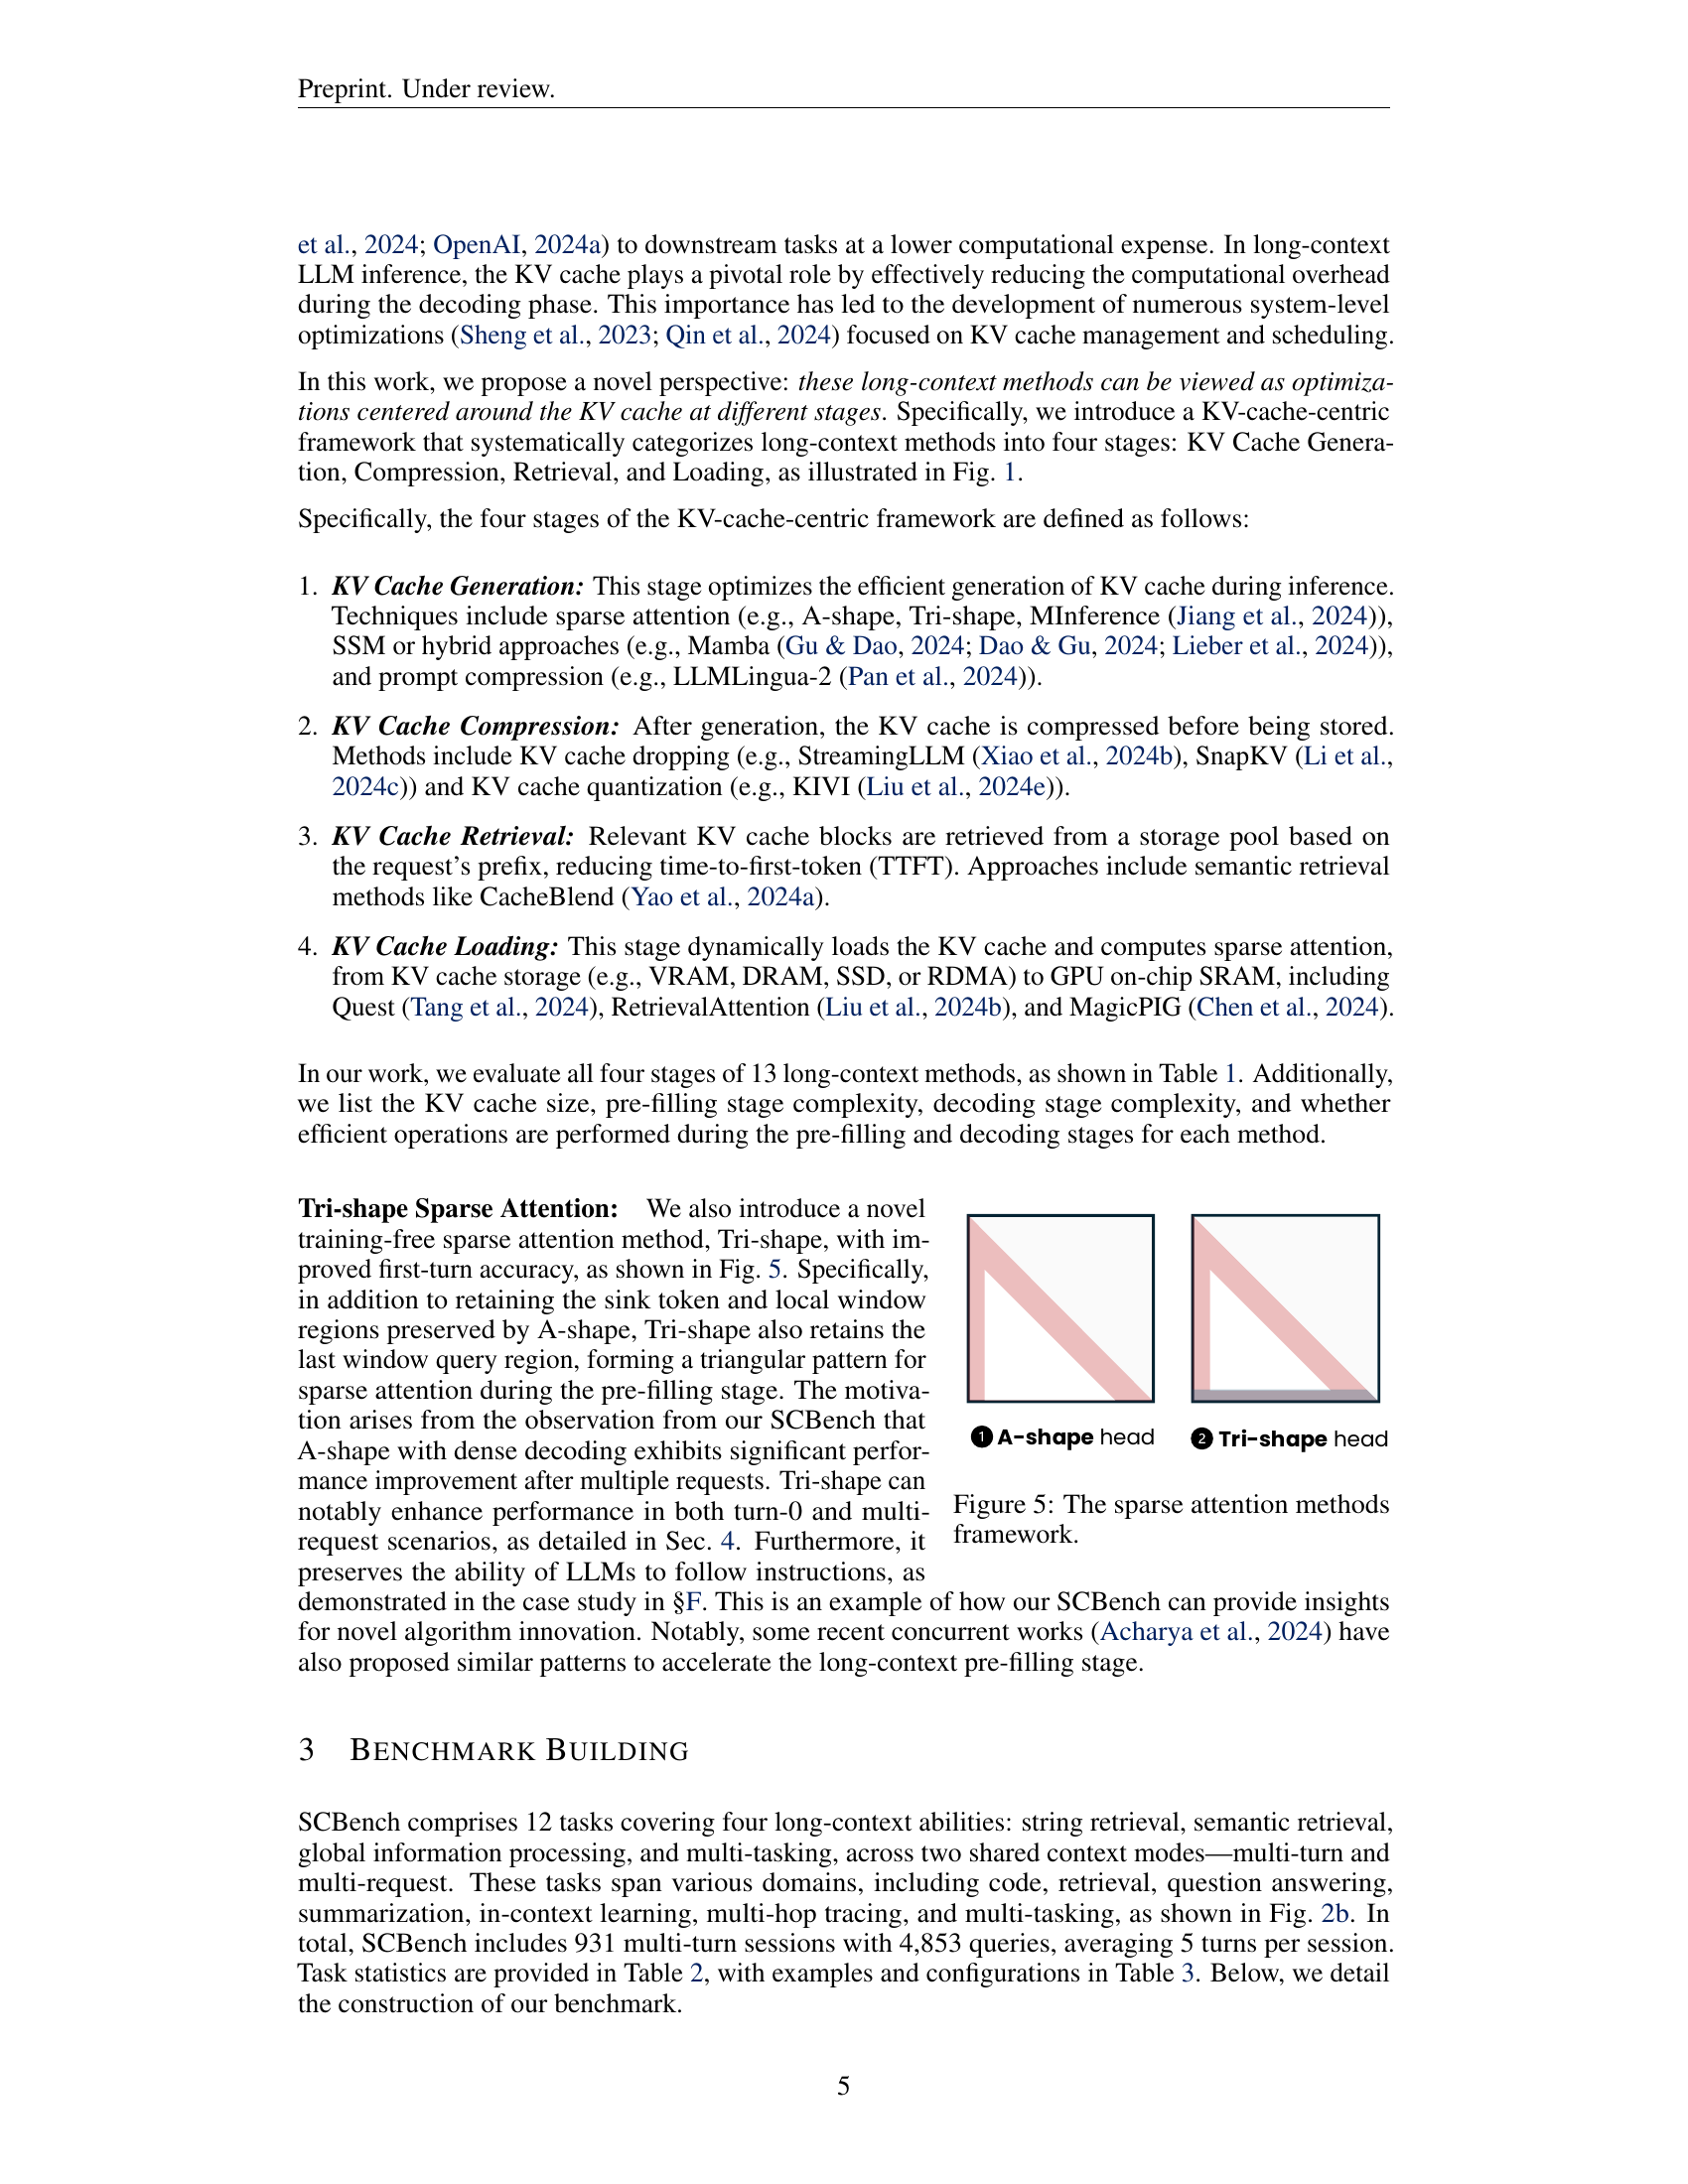 Preprint. Under review.
et al., 2024; OpenAI, 2024a) to downstream tasks at a lower computational expense. In long-context
LLM inference, the KV cache plays a pivotal role by effectively reducing the computational overhead
during the decoding phase. This importance has led to the development of numerous system-level
optimizations (Sheng et al., 2023; Qin et al., 2024) focused on KV cache management and scheduling.
In this work, we propose a novel perspective: these long-context methods can be viewed as optimiza-
tions centered around the KV cache at different stages. Specifically, we introduce a KV-cache-centric
framework that systematically categorizes long-context methods into four stages: KV Cache Genera-
tion, Compression, Retrieval, and Loading, as illustrated in Fig. 1.
Specifically, the four stages of the KV-cache-centric framework are defined as follows:
1. KV Cache Generation: This stage optimizes the efficient generation of KV cache during inference.
Techniques include sparse attention (e.g., A-shape, Tri-shape, MInference (Jiang et al., 2024)),
SSM or hybrid approaches (e.g., Mamba (Gu & Dao, 2024; Dao & Gu, 2024; Lieber et al., 2024)),
and prompt compression (e.g., LLMLingua-2 (Pan et al., 2024)).
2. KV Cache Compression: After generation, the KV cache is compressed before being stored.
Methods include KV cache dropping (e.g., StreamingLLM (Xiao et al., 2024b), SnapKV (Li et al.,
2024c)) and KV cache quantization (e.g., KIVI (Liu et al., 2024e)).
3. KV Cache Retrieval: Relevant KV cache blocks are retrieved from a storage pool based on
the request's prefix, reducing time-to-first-token (TTFT). Approaches include semantic retrieval
methods like CacheBlend (Yao et al., 2024a).
4. KV Cache Loading: This stage dynamically loads the KV cache and computes sparse attention,
from KV cache storage (e.g., VRAM, DRAM, SSD, or RDMA) to GPU on-chip SRAM, including
Quest (Tang et al., 2024), RetrievalAttention (Liu et al., 2024b), and MagicPIG (Chen et al., 2024).
In our work, we evaluate all four stages of 13 long-context methods, as shown in Table 1. Additionally,
we list the KV cache size, pre-filling stage complexity, decoding stage complexity, and whether
efficient operations are performed during the pre-filling and decoding stages for each method.
Tri-shape Sparse Attention: We also introduce a novel
training-free sparse attention method, Tri-shape, with im-
proved first-turn accuracy, as shown in Fig. 5. Specifically,
in addition to retaining the sink token and local window
regions preserved by A-shape, Tri-shape also retains the
last window query region, forming a triangular pattern for
sparse attention during the pre-filling stage. The motiva-
tion arises from the observation from our SCBench that
A-shape with dense decoding exhibits significant perfor-
mance improvement after multiple requests. Tri-shape can
notably enhance performance in both turn-0 and multi-
request scenarios, as detailed in Sec. 4. Furthermore, it
preserves the ability of LLMs to follow instructions, as
demonstrated in the case study in §F. This is an example of how our SCBench can provide insights
for novel algorithm innovation. Notably, some recent concurrent works (Acharya et al., 2024) have
also proposed similar patterns to accelerate the long-context pre-filling stage.
1 A-shape head
2 Tri-shape head
Figure 5: The sparse attention methods
framework.
3 BENCHMARK BUILDING
SCBench comprises 12 tasks covering four long-context abilities: string retrieval, semantic retrieval,
global information processing, and multi-tasking, across two shared context modes—multi-turn and
multi-request. These tasks span various domains, including code, retrieval, question answering,
summarization, in-context learning, multi-hop tracing, and multi-tasking, as shown in Fig. 2b. In
total, SCBench includes 931 multi-turn sessions with 4,853 queries, averaging 5 turns per session.
Task statistics are provided in Table 2, with examples and configurations in Table 3. Below, we detail
the construction of our benchmark.
5